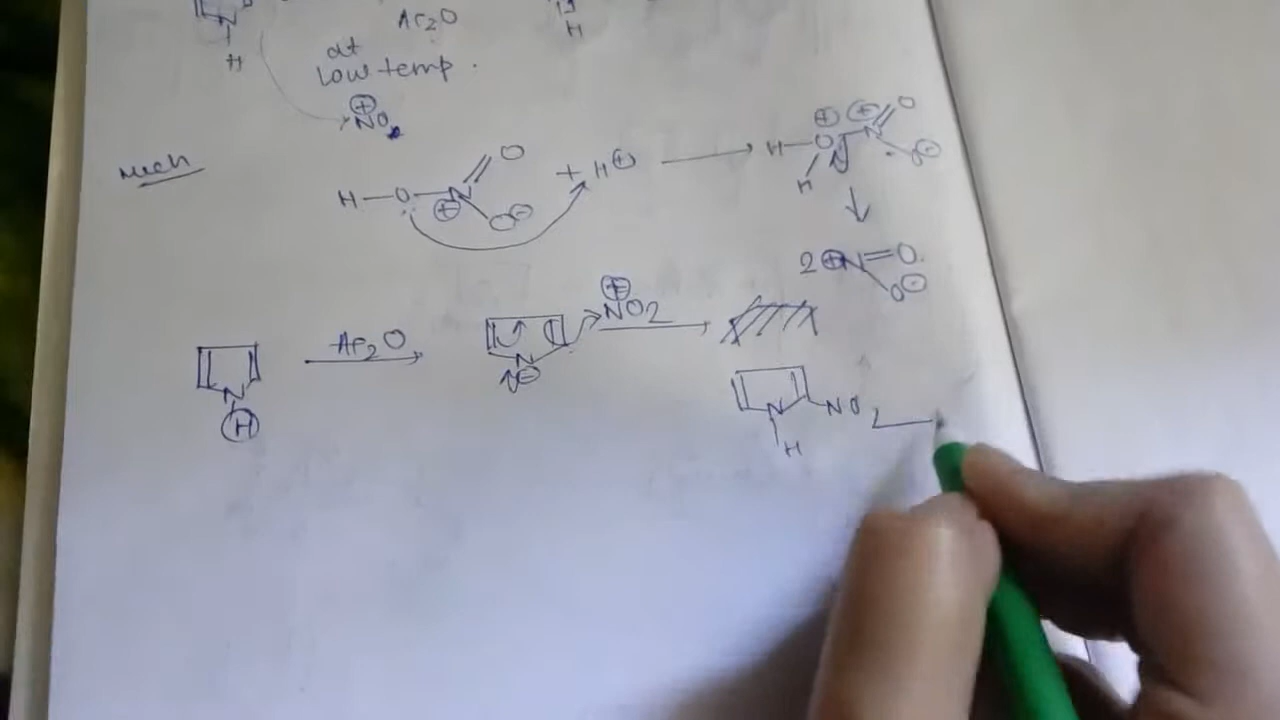 H Ac2O H
at
Low temp.
⊕NO2
Mech
H–O–N⊕ =O O⊖ + H⊕ → H–O⊕–N⊕ =O O⊖ H
↓
2 ⊕N=O O⊖
N H Ac2O → N⊖ ⊕NO2 →
N H NO2